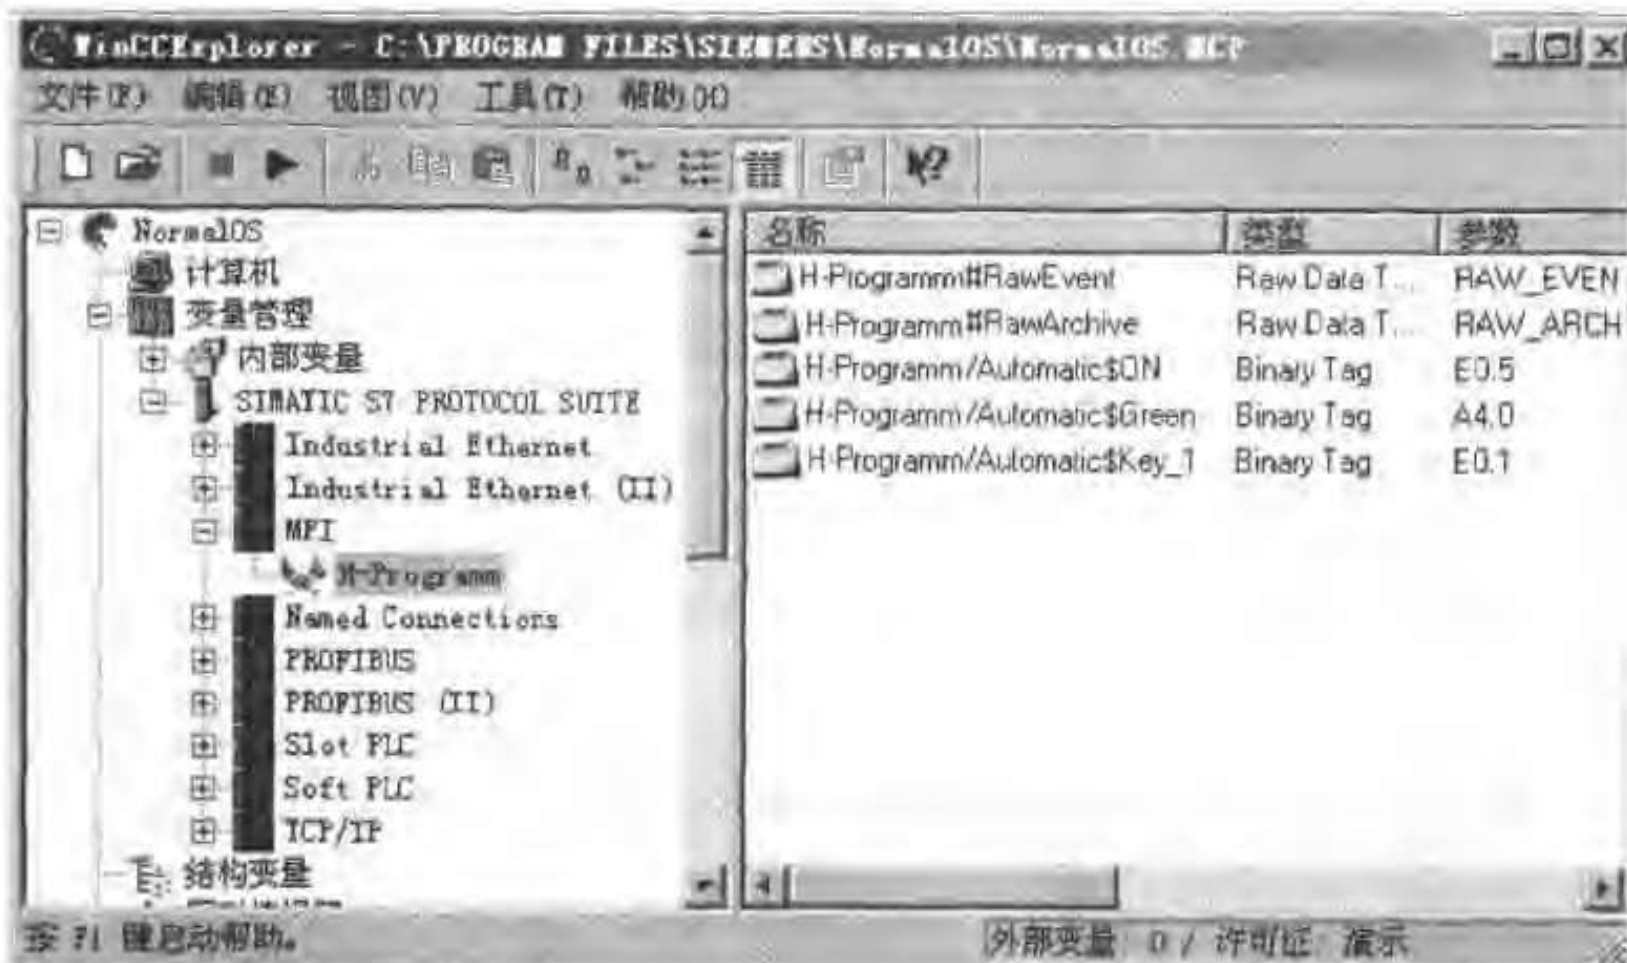 WinCCExplorer - C:\PROGRAM FILES\SIEMENS\NormalOS\NormalOS.MCP
文件(F) 编辑(E) 视图(V) 工具(T) 帮助(H)
名称 类型 参数
NormalOS
计算机
变量管理
内部变量
SIMATIC S7 PROTOCOL SUITE
Industrial Ethernet
Industrial Ethernet (II)
MPI
H-Programm
Named Connections
PROFIBUS
PROFIBUS (II)
Slot PLC
Soft PLC
TCP/IP
结构变量
H-Programm#RawEvent Raw Data T... RAW_EVEN
H-Programm#RawArchive Raw Data T... RAW_ARCH
H-Programm/Automatic$ON Binary Tag E0.5
H-Programm/Automatic$Green Binary Tag A4.0
H-Programm/Automatic$Key_1 Binary Tag E0.1
按 F1 键启动帮助。 外部变量: 0 / 许可证: 演示